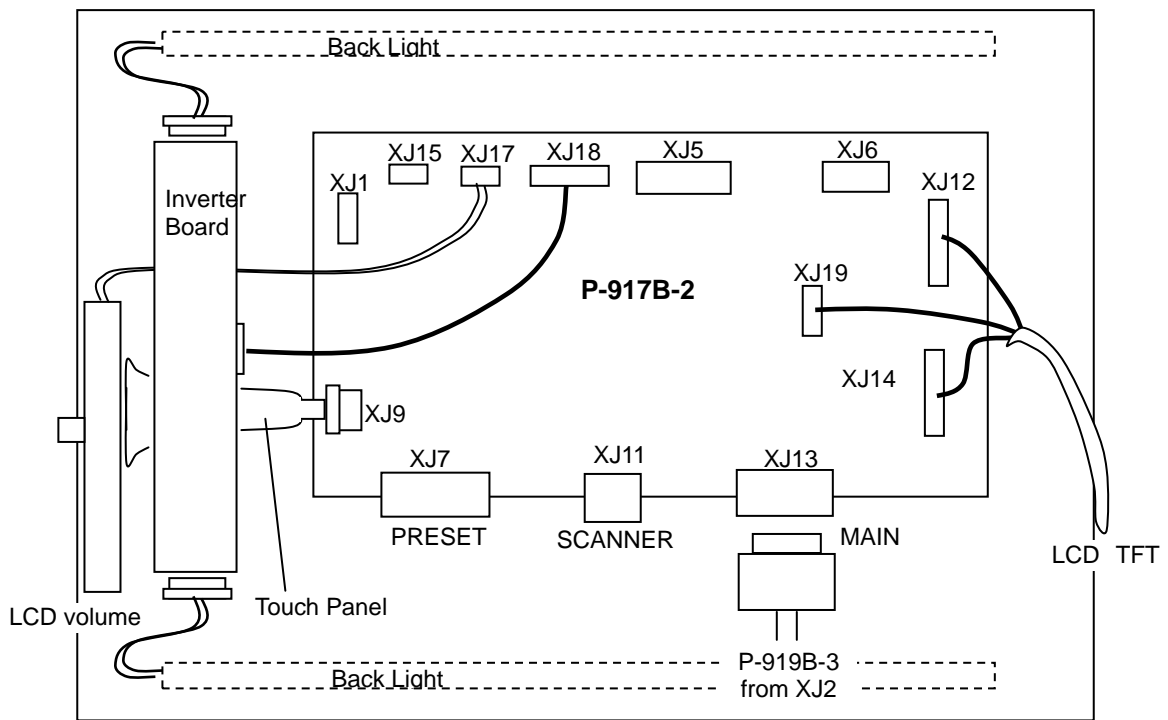 Back Light
XJ15
XJ17
XJ18
XJ5
XJ6
XJ1
XJ12
Inverter
Board
XJ19
P-917B-2
XJ14
XJ9
XJ7
XJ11
XJ13
PRESET
SCANNER
MAIN
LCD TFT
LCD volume
Touch Panel
P-919B-3
from XJ2
Back Light